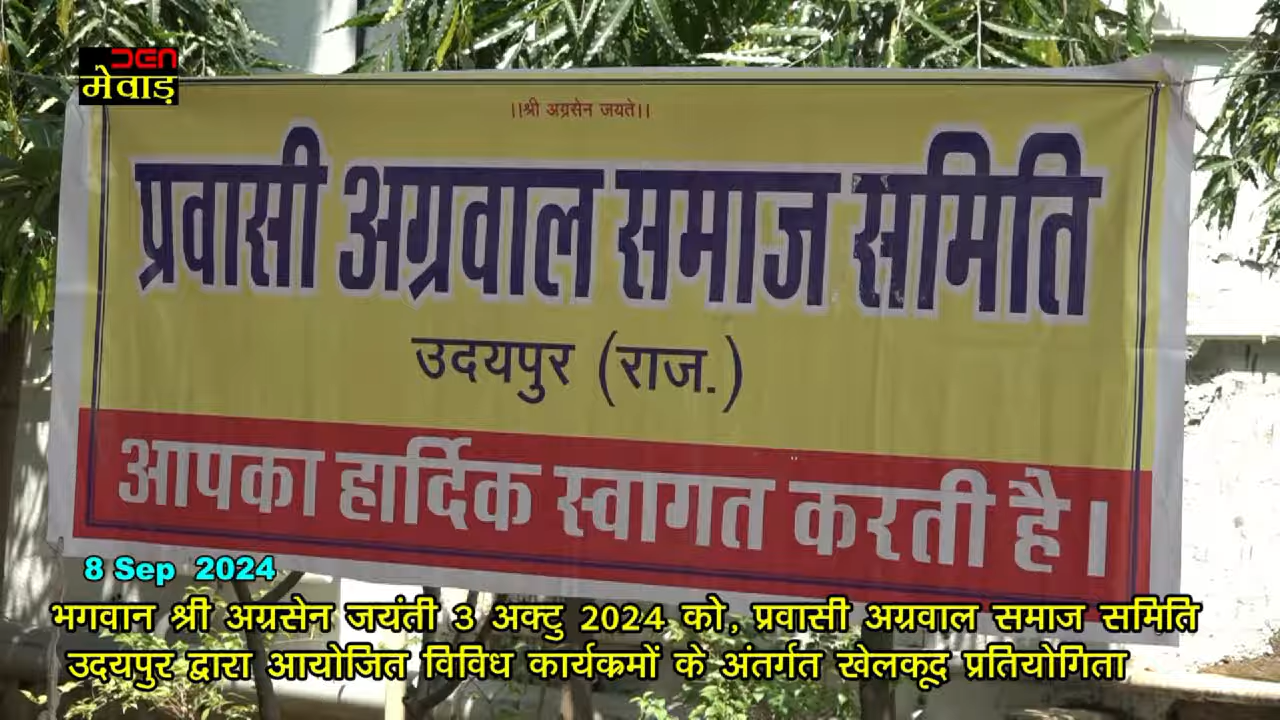 DEN
मेवाड़
।।श्री अग्रसेन जयते।।
प्रवासी अग्रवाल समाज समिति
उदयपुर (राज.)
आपका हार्दिक स्वागत करती है।
8 Sep 2024
भगवान श्री अग्रसेन जयंती 3 अक्टु 2024 को, प्रवासी अग्रवाल समाज समिति
उदयपुर द्वारा आयोजित विविध कार्यक्रमों के अंतर्गत खेलकूद प्रतियोगिता